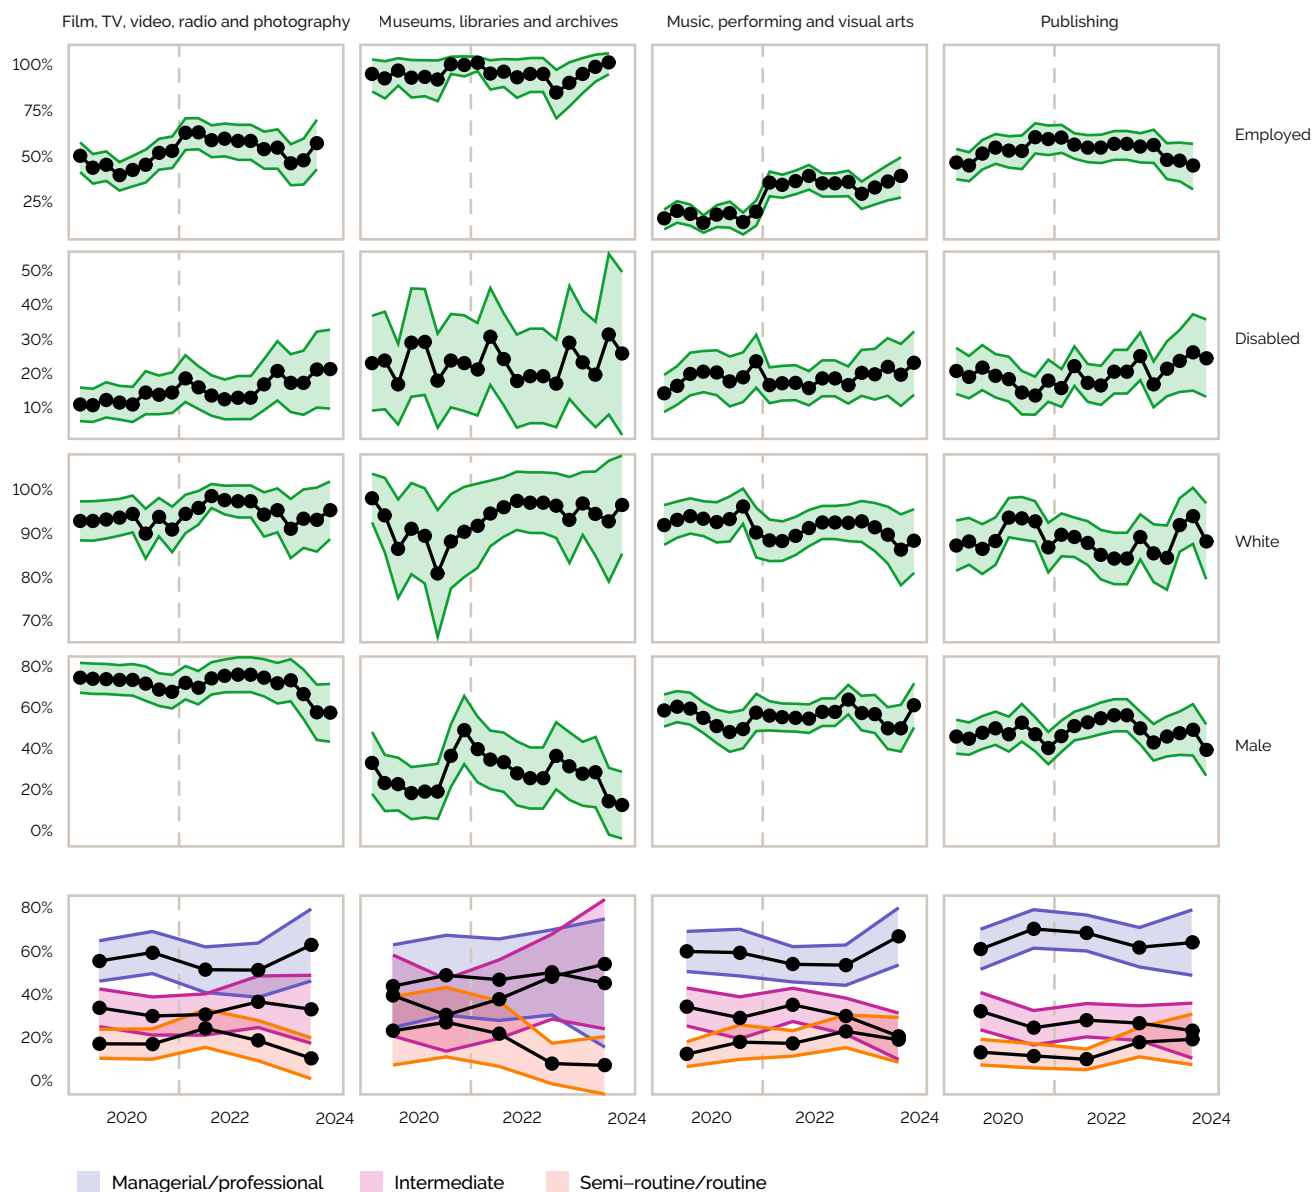 Film, TV, video, radio and photography
Museums, libraries and archives
Music, performing and visual arts
Publishing
100%
75%
50%
25%
Employed
50%
40%
30%
20%
10%
Disabled
100%
90%
80%
70%
White
80%
60%
40%
20%
0%
Male
80%
60%
40%
20%
0%
2020 2022 2024
2020 2022 2024
2020 2022 2024
2020 2022 2024
Managerial/professional
Intermediate
Semi–routine/routine